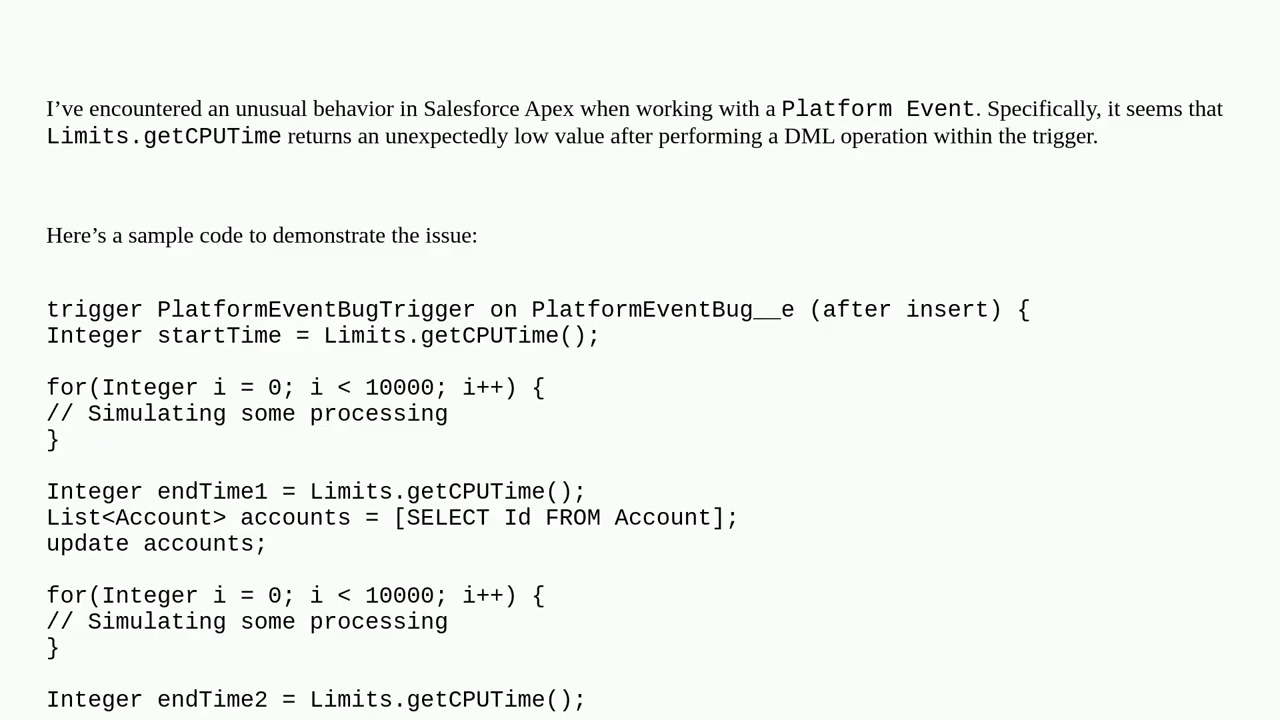 I’ve encountered an unusual behavior in Salesforce Apex when working with a Platform Event. Specifically, it seems that
Limits.getCPUTime returns an unexpectedly low value after performing a DML operation within the trigger.
Here’s a sample code to demonstrate the issue:
trigger PlatformEventBugTrigger on PlatformEventBug__e (after insert) {
Integer startTime = Limits.getCPUTime();
for(Integer i = 0; i < 10000; i++) {
// Simulating some processing
}
Integer endTime1 = Limits.getCPUTime();
List<Account> accounts = [SELECT Id FROM Account];
update accounts;
for(Integer i = 0; i < 10000; i++) {
// Simulating some processing
}
Integer endTime2 = Limits.getCPUTime();